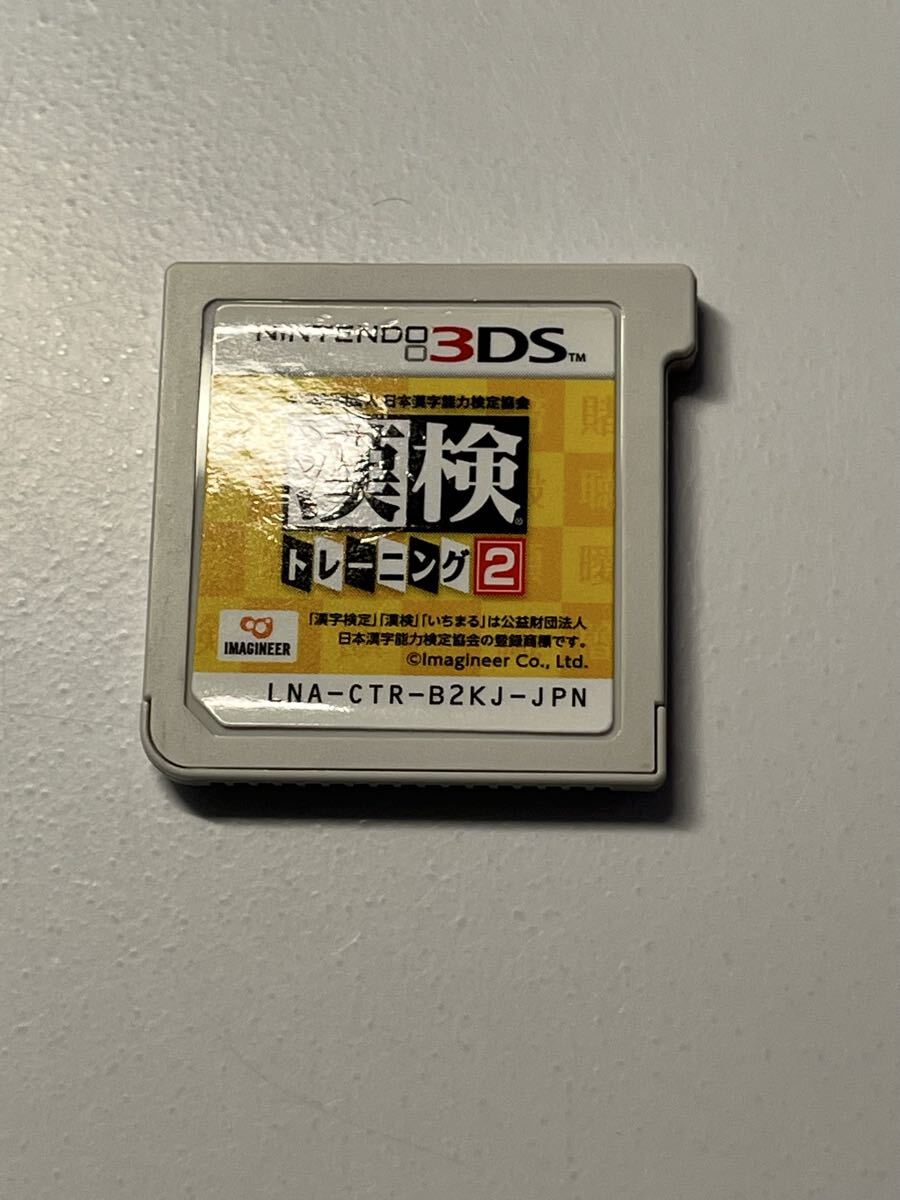 NINTENDO 3DS™
日本漢字能力検定協会
漢検®
トレーニング2
IMAGINEER
「漢字検定」「漢検」「いちまる」は公益財団法人
日本漢字能力検定協会の登録商標です。
©Imagineer Co., Ltd.
LNA-CTR-B2KJ-JPN